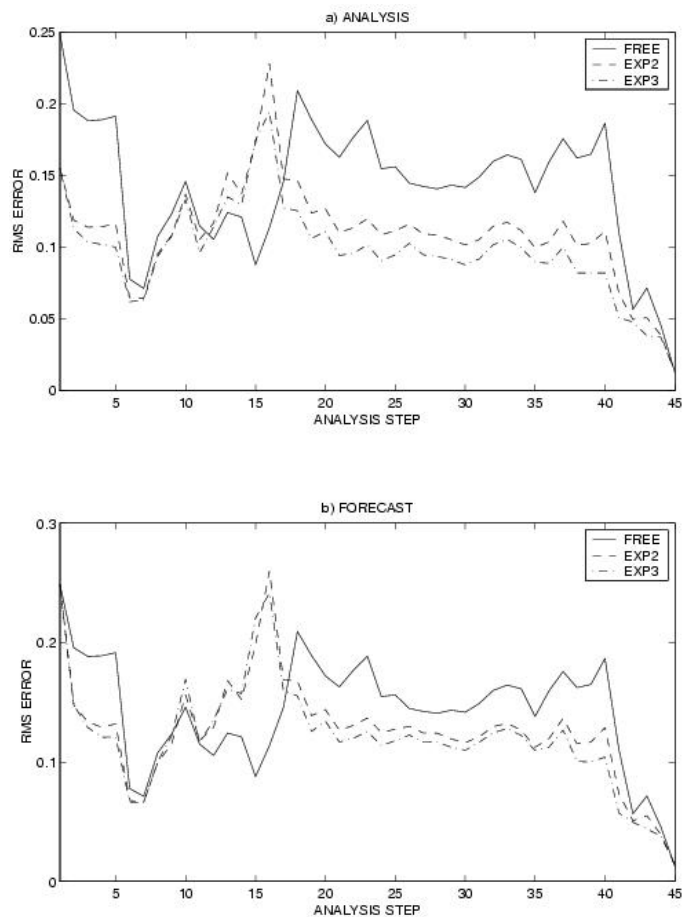 a) ANALYSIS
0.25
0.2
0.15
0.1
0.05
0
RMS ERROR
FREE
EXP2
EXP3
5 10 15 20 25 30 35 40 45
ANALYSIS STEP
b) FORECAST
0.3
0.2
0.1
0
RMS ERROR
FREE
EXP2
EXP3
5 10 15 20 25 30 35 40 45
ANALYSIS STEP